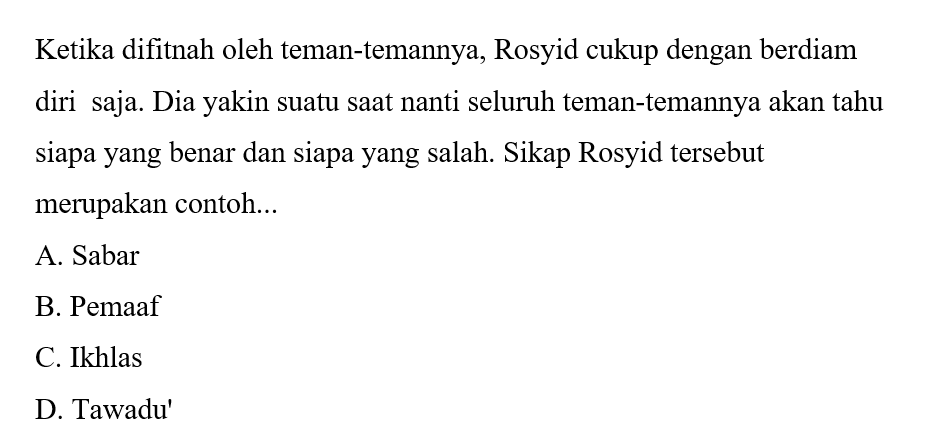 Ketika difitnah oleh teman-temannya, Rosyid cukup dengan berdiam
diri  saja. Dia yakin suatu saat nanti seluruh teman-temannya akan tahu
siapa yang benar dan siapa yang salah. Sikap Rosyid tersebut
merupakan contoh...
A. Sabar
B. Pemaaf
C. Ikhlas
D. Tawadu'